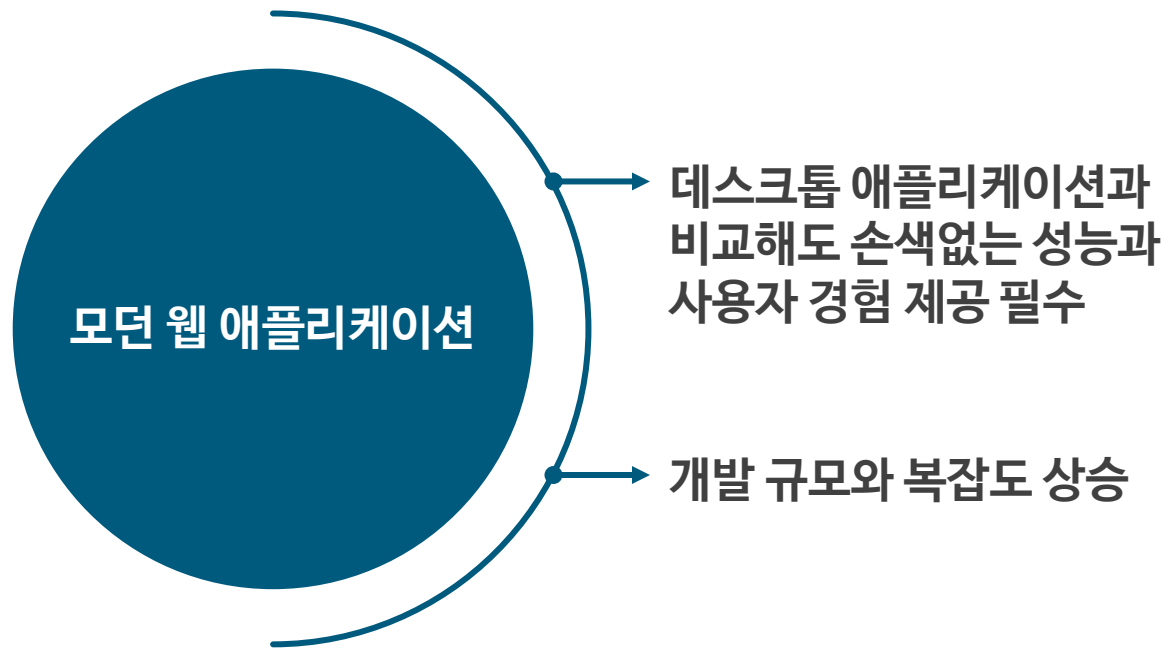 모던 웹 애플리케이션
데스크톱 애플리케이션과
비교해도 손색없는 성능과
사용자 경험 제공 필수
개발 규모와 복잡도 상승